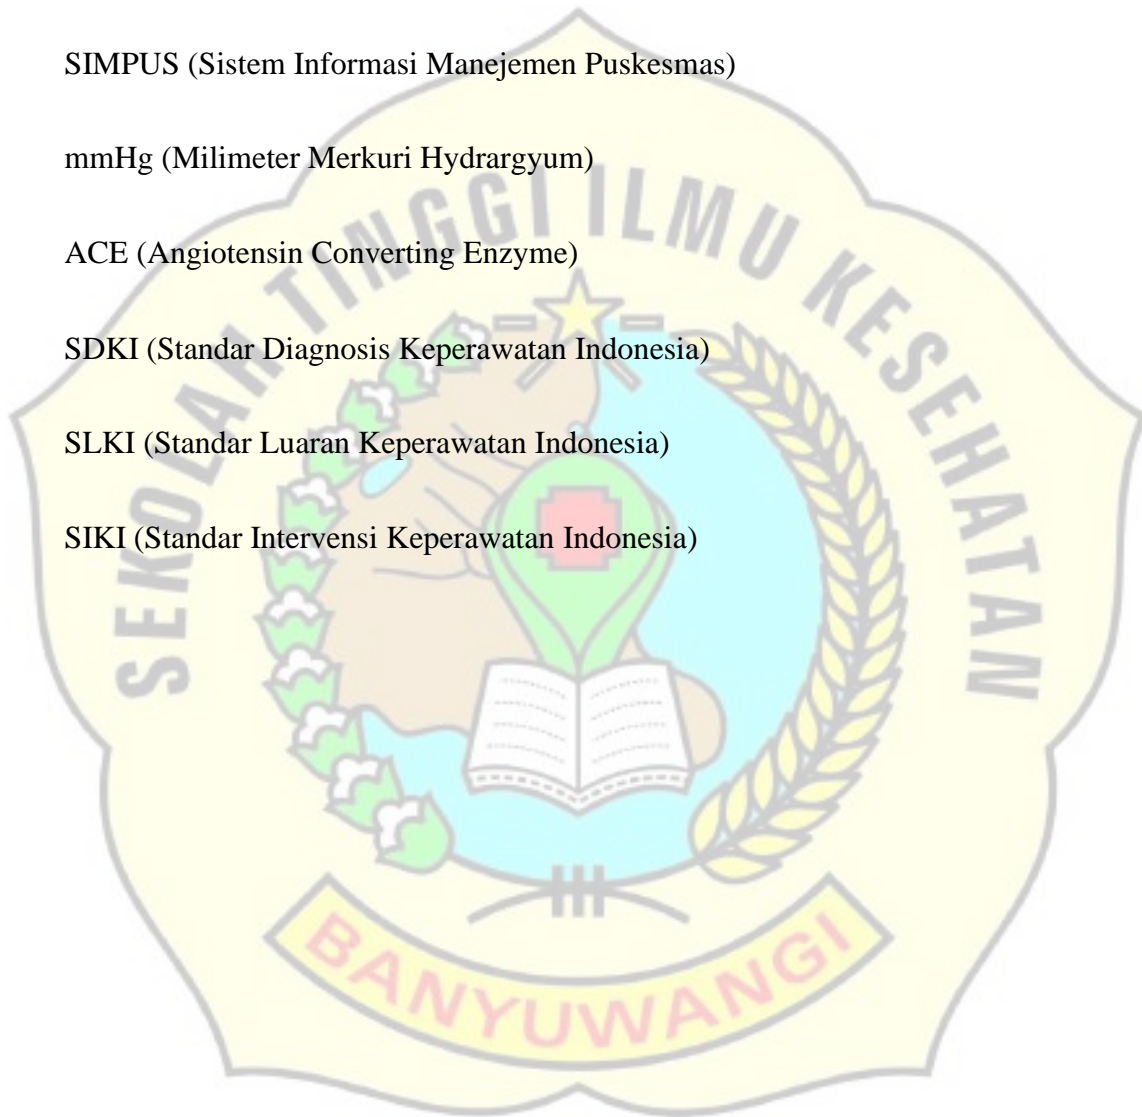 SIMPUS (Sistem Informasi Manejemen Puskesmas)
mmHg (Milimeter Merkuri Hydrargyum)
ACE (Angiotensin Converting Enzyme)
SDKI (Standar Diagnosis Keperawatan Indonesia)
SLKI (Standar Luaran Keperawatan Indonesia)
SIKI (Standar Intervensi Keperawatan Indonesia)
SEKOLAH TINGGI ILMU KESEHATAN
BANYUWANGI